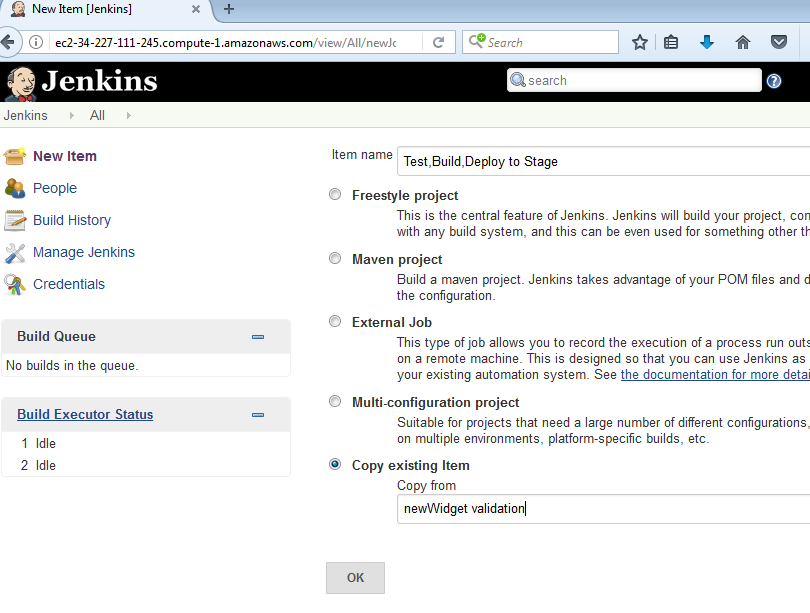 New Item [Jenkins]
ec2-34-227-111-245.compute-1.amazonaws.com/view/All/newJc
Search
Jenkins
search
Jenkins
All
New Item
People
Build History
Manage Jenkins
Credentials
Build Queue
No builds in the queue.
Build Executor Status
1 Idle
2 Idle
Item name
Test,Build,Deploy to Stage
Freestyle project
This is the central feature of Jenkins. Jenkins will build your project, con
with any build system, and this can be even used for something other th
Maven project
Build a maven project. Jenkins takes advantage of your POM files and d
the configuration.
External Job
This type of job allows you to record the execution of a process run outs
on a remote machine. This is designed so that you can use Jenkins as
your existing automation system. See the documentation for more detai
Multi-configuration project
Suitable for projects that need a large number of different configurations,
on multiple environments, platform-specific builds, etc.
Copy existing Item
Copy from
newWidget validation
OK